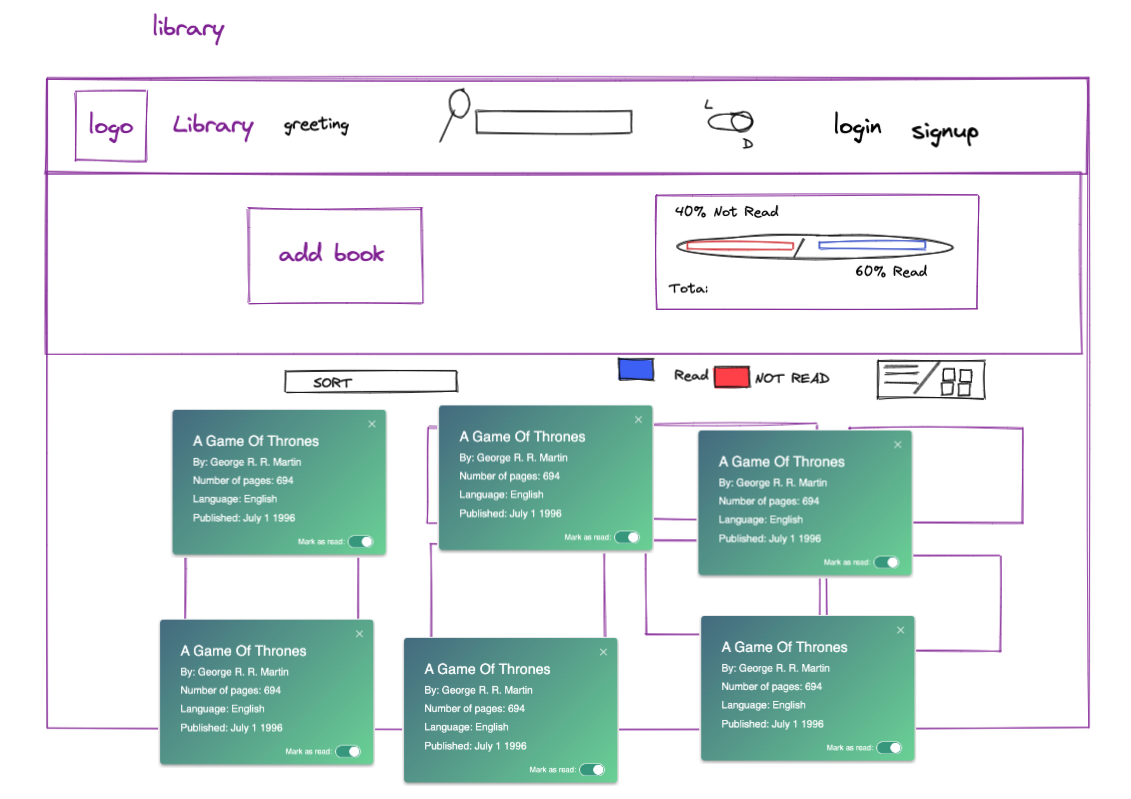 library
logo
Library
greeting
L
D
login
signup
add book
40% Not Read
60% Read
Tota:
SORT
Read
NOT READ
A Game Of Thrones
By: George R. R. Martin
Number of pages: 694
Language: English
Published: July 1 1996
Mark as read:
A Game Of Thrones
By: George R. R. Martin
Number of pages: 694
Language: English
Published: July 1 1996
Mark as read:
A Game Of Thrones
By: George R. R. Martin
Number of pages: 694
Language: English
Published: July 1 1996
Mark as read:
A Game Of Thrones
By: George R. R. Martin
Number of pages: 694
Language: English
Published: July 1 1996
Mark as read:
A Game Of Thrones
By: George R. R. Martin
Number of pages: 694
Language: English
Published: July 1 1996
Mark as read:
A Game Of Thrones
By: George R. R. Martin
Number of pages: 694
Language: English
Published: July 1 1996
Mark as read: